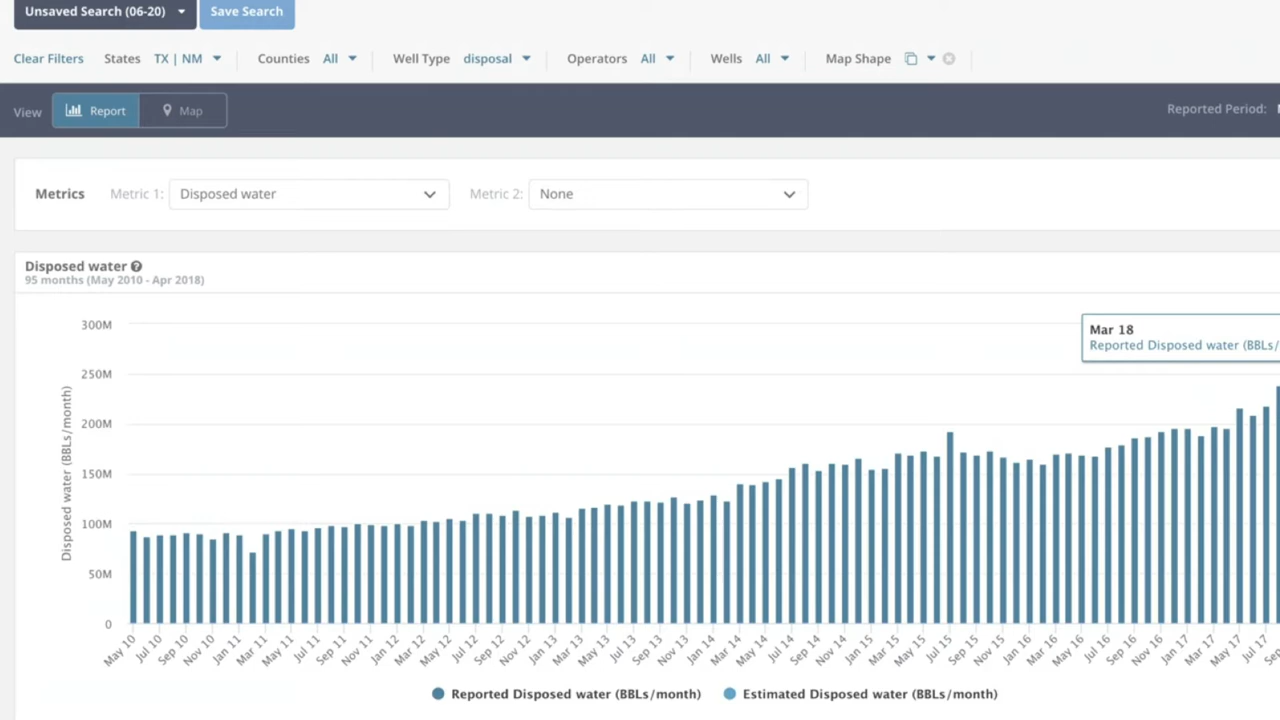 Unsaved Search (06-20)
Save Search
Clear Filters States TX | NM Counties All Well Type disposal Operators All Wells All Map Shape
View Report Map Reported Period:
Metrics Metric 1: Disposed water Metric 2: None
Disposed water
95 months (May 2010 - Apr 2018)
Mar 18
Reported Disposed water (BBLs/
300M
250M
200M
150M
100M
50M
0
Disposed water (BBLs/month)
May 10 Jul 10 Sep 10 Nov 10 Jan 11 Mar 11 May 11 Jul 11 Sep 11 Nov 11 Jan 12 Mar 12 May 12 Jul 12 Sep 12 Nov 12 Jan 13 Mar 13 May 13 Jul 13 Sep 13 Nov 13 Jan 14 Mar 14 May 14 Jul 14 Sep 14 Nov 14 Jan 15 Mar 15 May 15 Jul 15 Sep 15 Nov 15 Jan 16 Mar 16 May 16 Jul 16 Sep 16 Nov 16 Jan 17 Mar 17 May 17 Jul 17
Reported Disposed water (BBLs/month) Estimated Disposed water (BBLs/month)